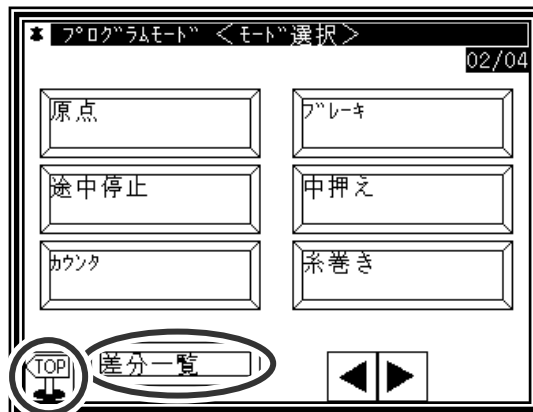 ﾌﾟﾛｸﾞﾗﾑﾓｰﾄﾞ ＜ﾓｰﾄﾞ選択＞
02/04
原点 ﾌﾞﾚｰｷ
途中停止 中押え
ｶｳﾝﾀ 糸巻き
TOP 差分一覧